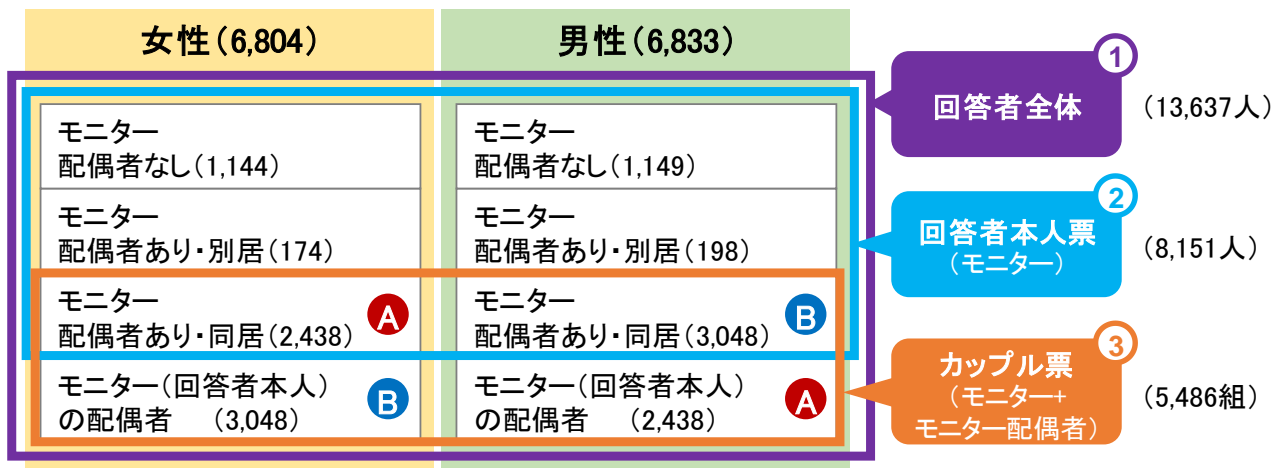 女性（6,804）
男性（6,833）
モニター
配偶者なし（1,144）
モニター
配偶者あり・別居（174）
モニター
配偶者あり・同居（2,438）
A
モニター（回答者本人）
の配偶者　（3,048）
B
モニター
配偶者なし（1,149）
モニター
配偶者あり・別居（198）
モニター
配偶者あり・同居（3,048）
B
モニター（回答者本人）
の配偶者　（2,438）
A
1
回答者全体
（13,637人）
2
回答者本人票
（モニター）
（8,151人）
3
カップル票
（モニター+
モニター配偶者）
（5,486組）